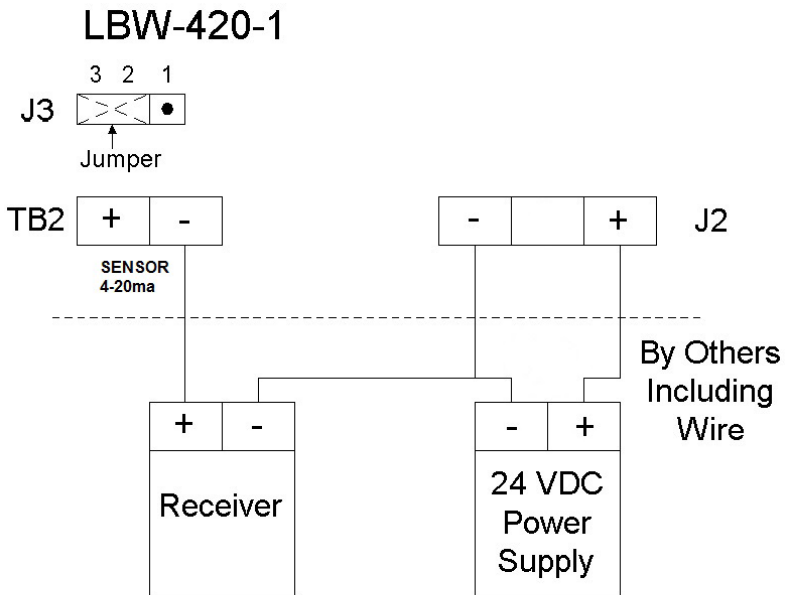 LBW-420-1
3 2 1
J3
Jumper
TB2 + - - + J2
SENSOR
4-20ma
By Others
Including
Wire
+ - - +
Receiver
24 VDC
Power
Supply